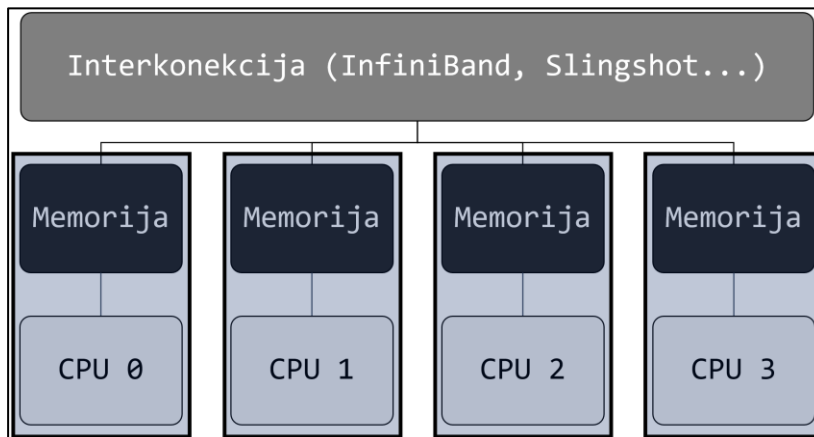 Interkonekcija (InfiniBand, Slingshot...)
Memorija
Memorija
Memorija
Memorija
CPU 0
CPU 1
CPU 2
CPU 3